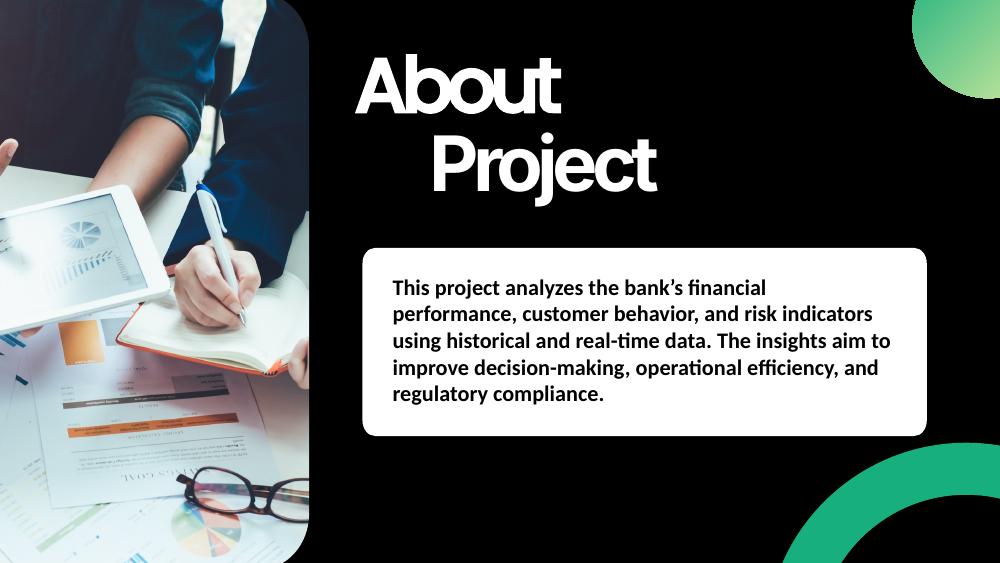 About
Project
This project analyzes the bank’s financial
performance, customer behavior, and risk indicators
using historical and real-time data. The insights aim to
improve decision-making, operational efficiency, and
regulatory compliance.